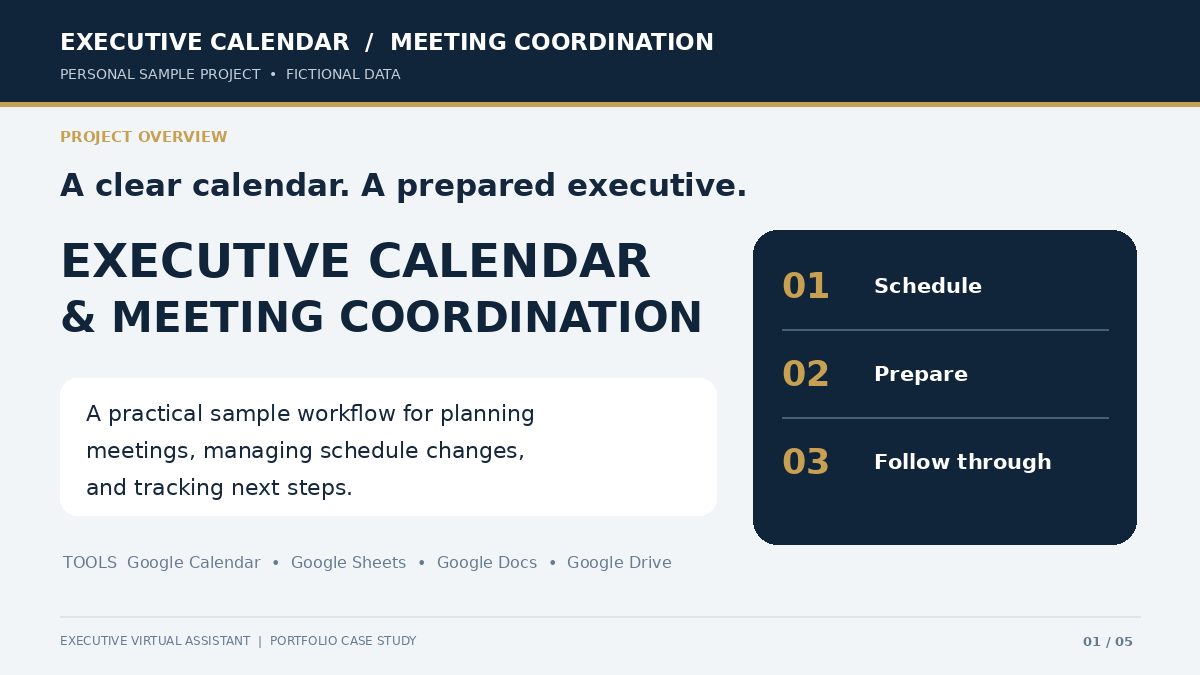 EXECUTIVE CALENDAR / MEETING COORDINATION
PERSONAL SAMPLE PROJECT • FICTIONAL DATA
PROJECT OVERVIEW
A clear calendar. A prepared executive.
EXECUTIVE CALENDAR
& MEETING COORDINATION
A practical sample workflow for planning
meetings, managing schedule changes,
and tracking next steps.
01 Schedule
02 Prepare
03 Follow through
TOOLS Google Calendar • Google Sheets • Google Docs • Google Drive
EXECUTIVE VIRTUAL ASSISTANT | PORTFOLIO CASE STUDY
01 / 05